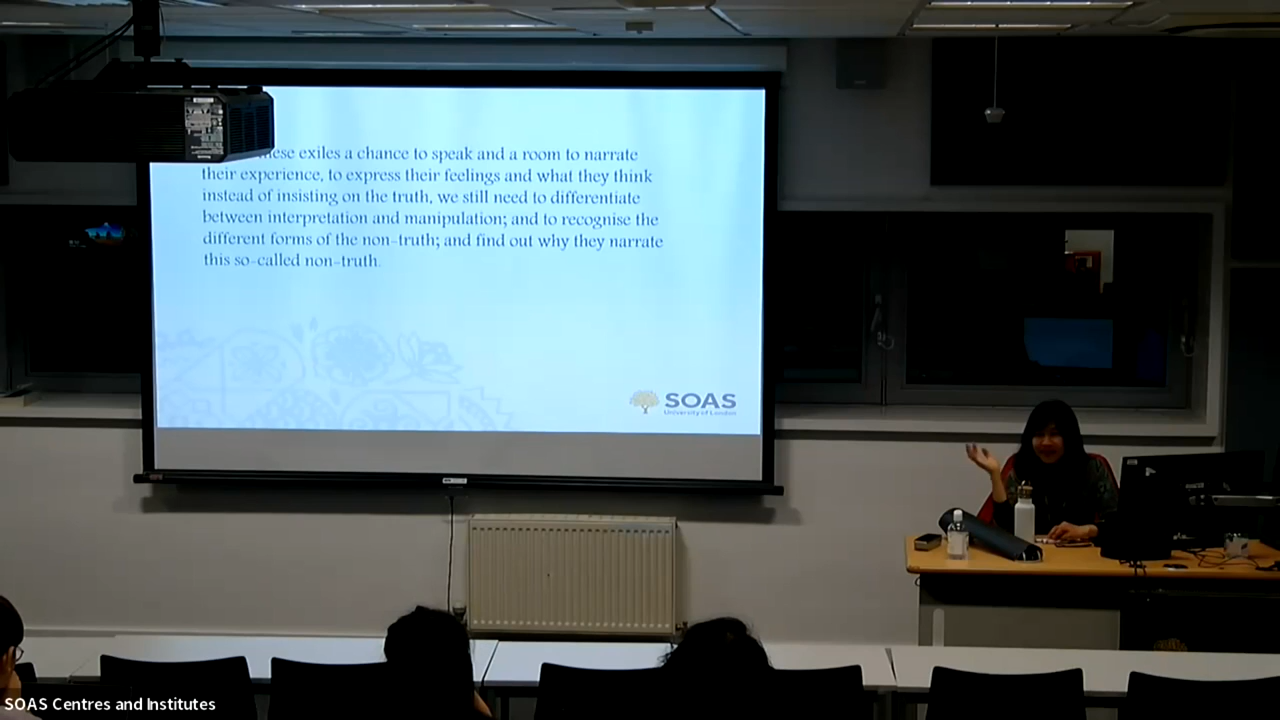 these exiles a chance to speak and a room to narrate
their experience, to express their feelings and what they think
instead of insisting on the truth, we still need to differentiate
between interpretation and manipulation; and to recognise the
different forms of the non-truth; and find out why they narrate
this so-called non-truth.
SOAS
University of London
SOAS Centres and Institutes